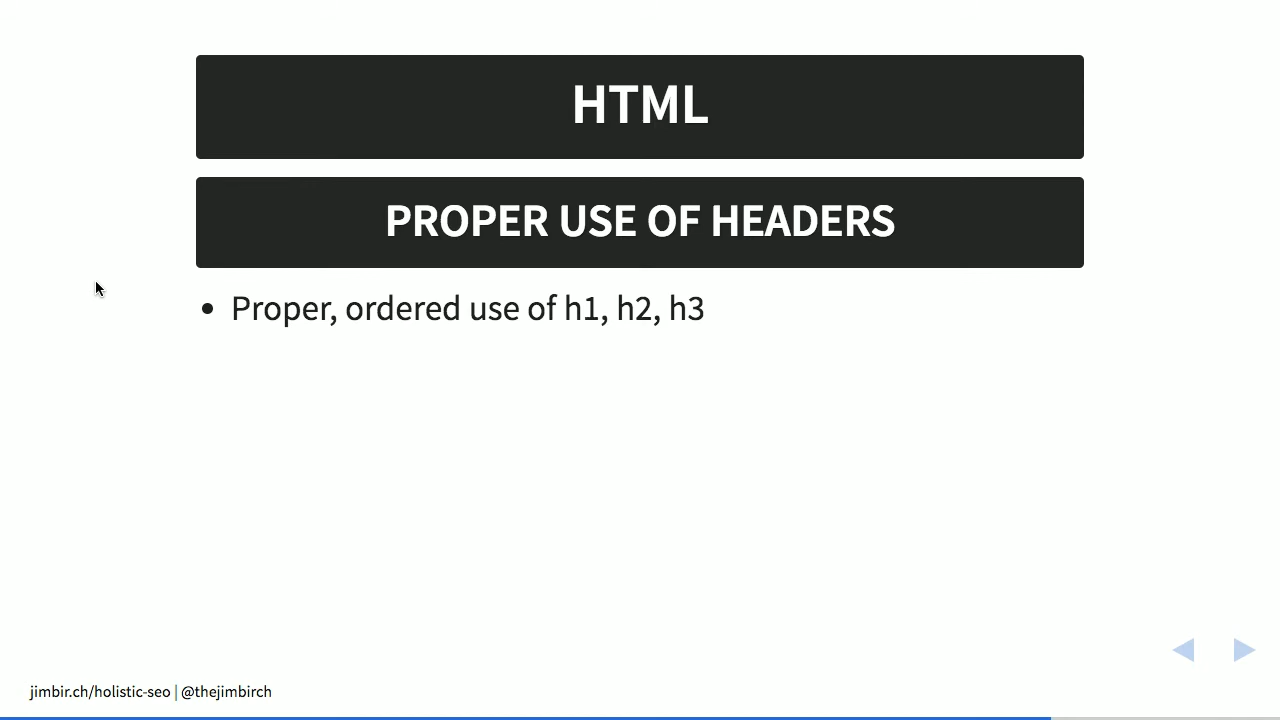 HTML
PROPER USE OF HEADERS
• Proper, ordered use of h1, h2, h3
jimbir.ch/holistic-seo | @thejimbirch